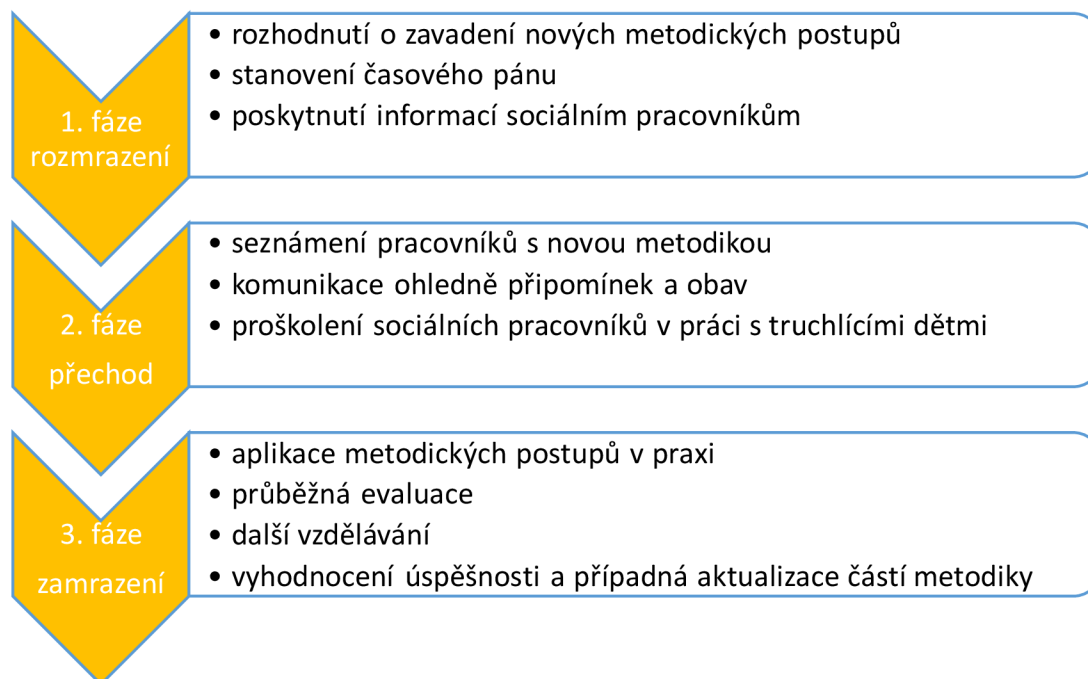 1. fáze
rozmrazení
• rozhodnutí o zavadení nových metodických postupů
• stanovení časového pánu
• poskytnutí informací sociálním pracovníkům
2. fáze
přechod
• seznámení pracovníků s novou metodikou
• komunikace ohledně připomínek a obav
• proškolení sociálních pracovníků v práci s truchlícími dětmi
3. fáze
zamrazení
• aplikace metodických postupů v praxi
• průběžná evaluace
• další vzdělávání
• vyhodnocení úspěšnosti a případná aktualizace částí metodiky